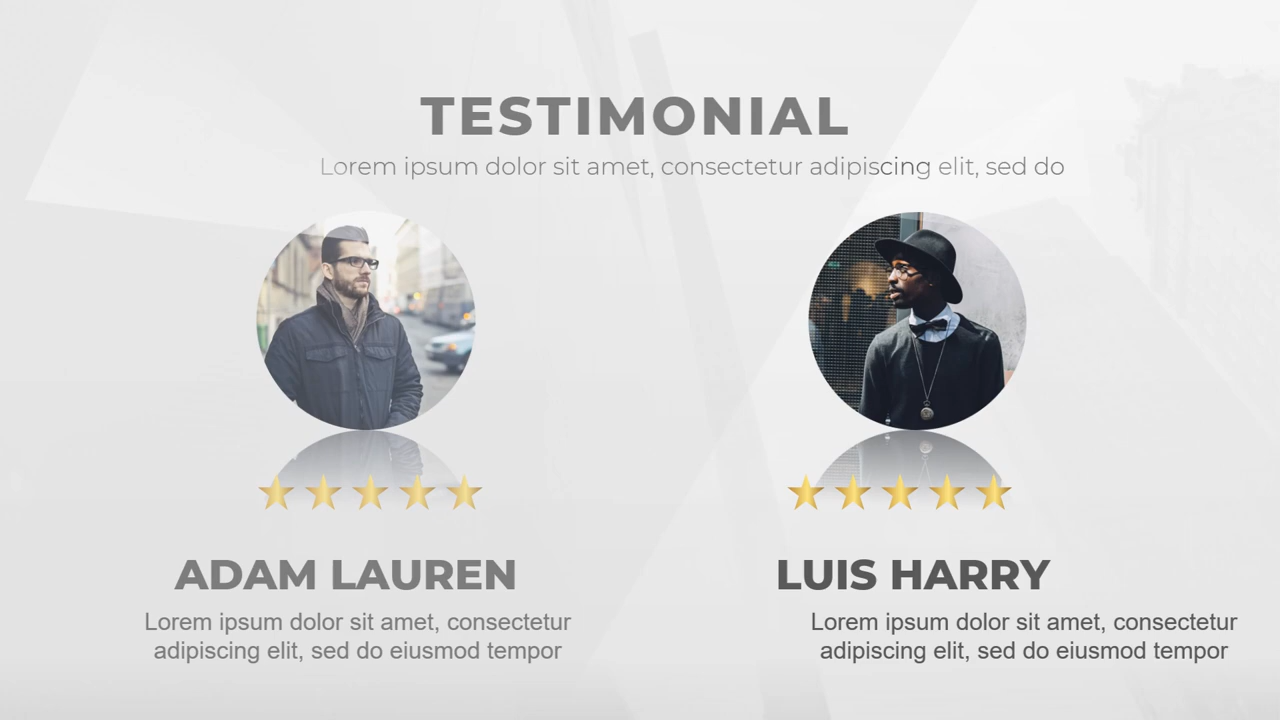 TESTIMONIAL
Lorem ipsum dolor sit amet, consectetur adipiscing elit, sed do
ADAM LAUREN
Lorem ipsum dolor sit amet, consectetur
adipiscing elit, sed do eiusmod tempor
LUIS HARRY
Lorem ipsum dolor sit amet, consectetur
adipiscing elit, sed do eiusmod tempor